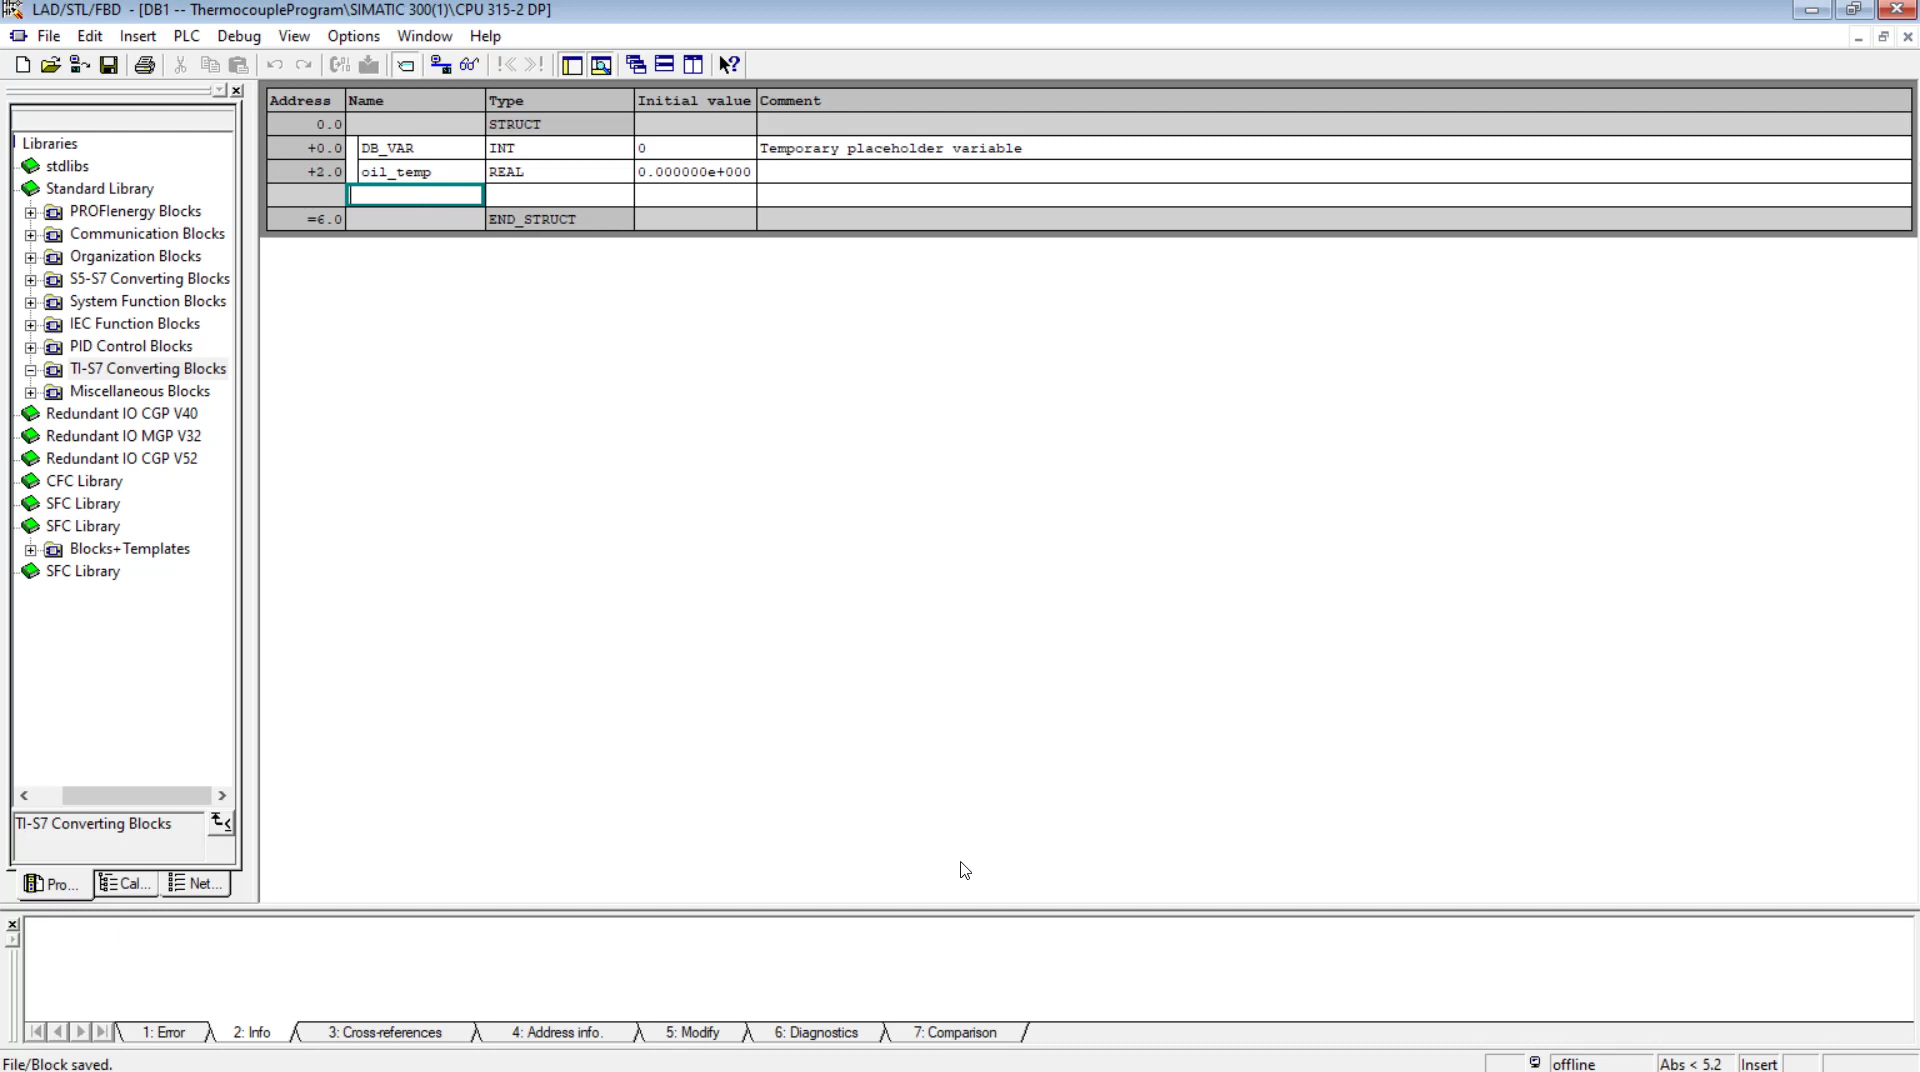 LAD/STL/FBD - [DB1 -- ThermocoupleProgram\SIMATIC 300(1)\CPU 315-2 DP]
File Edit Insert PLC Debug View Options Window Help
Address Name Type Initial value Comment
0.0 STRUCT
+0.0 DB_VAR INT 0 Temporary placeholder variable
+2.0 oil_temp REAL 0.000000e+000
=6.0 END_STRUCT
Libraries
stdlibs
Standard Library
PROFIenergy Blocks
Communication Blocks
Organization Blocks
S5-S7 Converting Blocks
System Function Blocks
IEC Function Blocks
PID Control Blocks
TI-S7 Converting Blocks
Miscellaneous Blocks
Redundant IO CGP V40
Redundant IO MGP V32
Redundant IO CGP V52
CFC Library
SFC Library
SFC Library
Blocks+Templates
SFC Library
TI-S7 Converting Blocks
Pro... Cal... Net...
1: Error 2: Info 3: Cross-references 4: Address info. 5: Modify 6: Diagnostics 7: Comparison
File/Block saved. offline Abs < 5.2 Insert